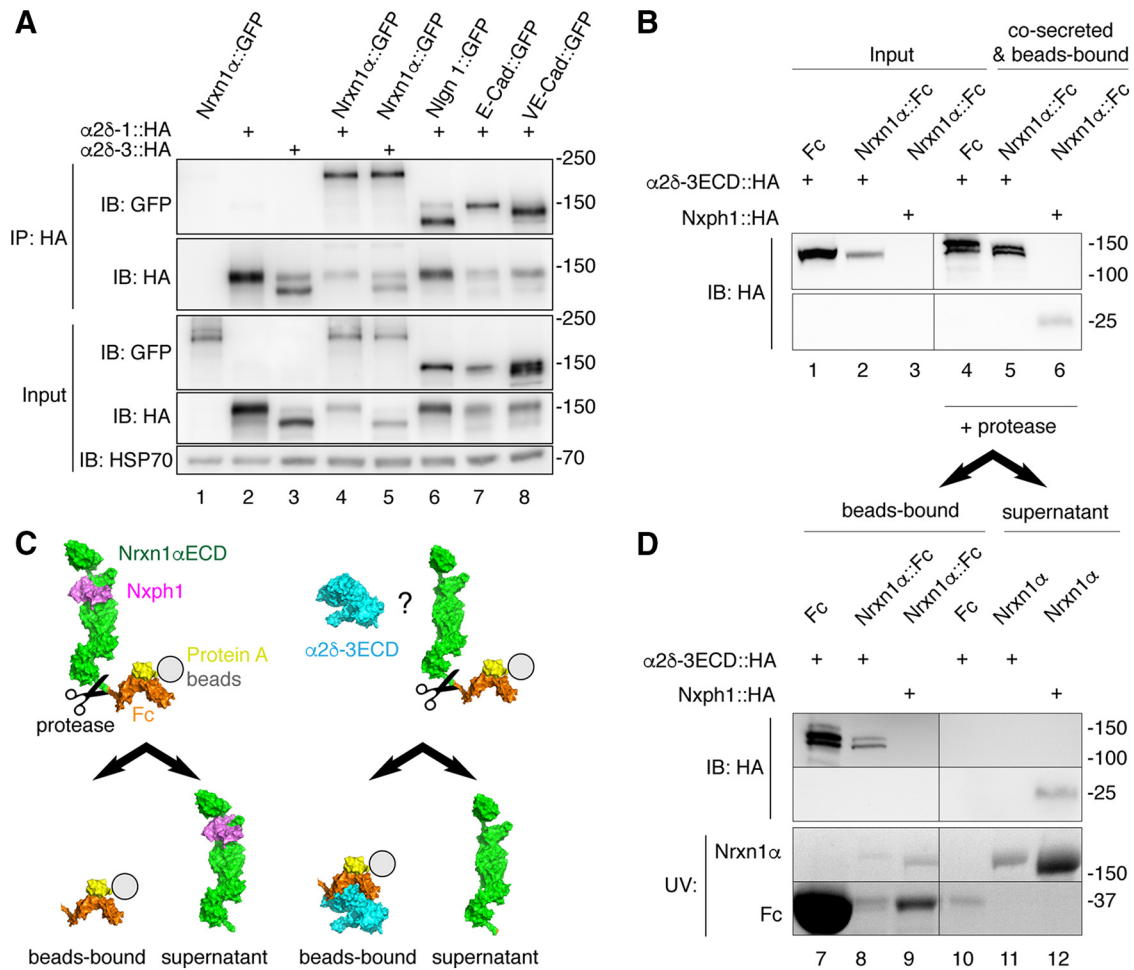 A
Nrxn1α::GFP
Nrxn1α::GFP
Nrxn1α::GFP
Nlgn 1::GFP
E-Cad::GFP
VE-Cad::GFP
α2δ-1::HA + + + + +
α2δ-3::HA + +
IP: HA
IB: GFP
-250
-150
IB: HA
-150
Input
IB: GFP
-250
-150
IB: HA
-150
IB: HSP70
-70
1 2 3 4 5 6 7 8
B
Input
co-secreted
& beads-bound
Fc
Nrxn1α::Fc
Nrxn1α::Fc
Fc
Nrxn1α::Fc
Nrxn1α::Fc
α2δ-3ECD::HA + + + +
Nxph1::HA + +
IB: HA
-150
-100
-25
1 2 3 4 5 6
+ protease
beads-bound
supernatant
C
Nrxn1αECD
Nxph1
Protein A
beads
protease
Fc
α2δ-3ECD
?
beads-bound
supernatant
beads-bound
supernatant
D
Fc
Nrxn1α::Fc
Nrxn1α::Fc
Fc
Nrxn1α
Nrxn1α
α2δ-3ECD::HA + + + +
Nxph1::HA + +
IB: HA
-150
-100
-25
UV:
Nrxn1α
-150
Fc
-37
7 8 9 10 11 12